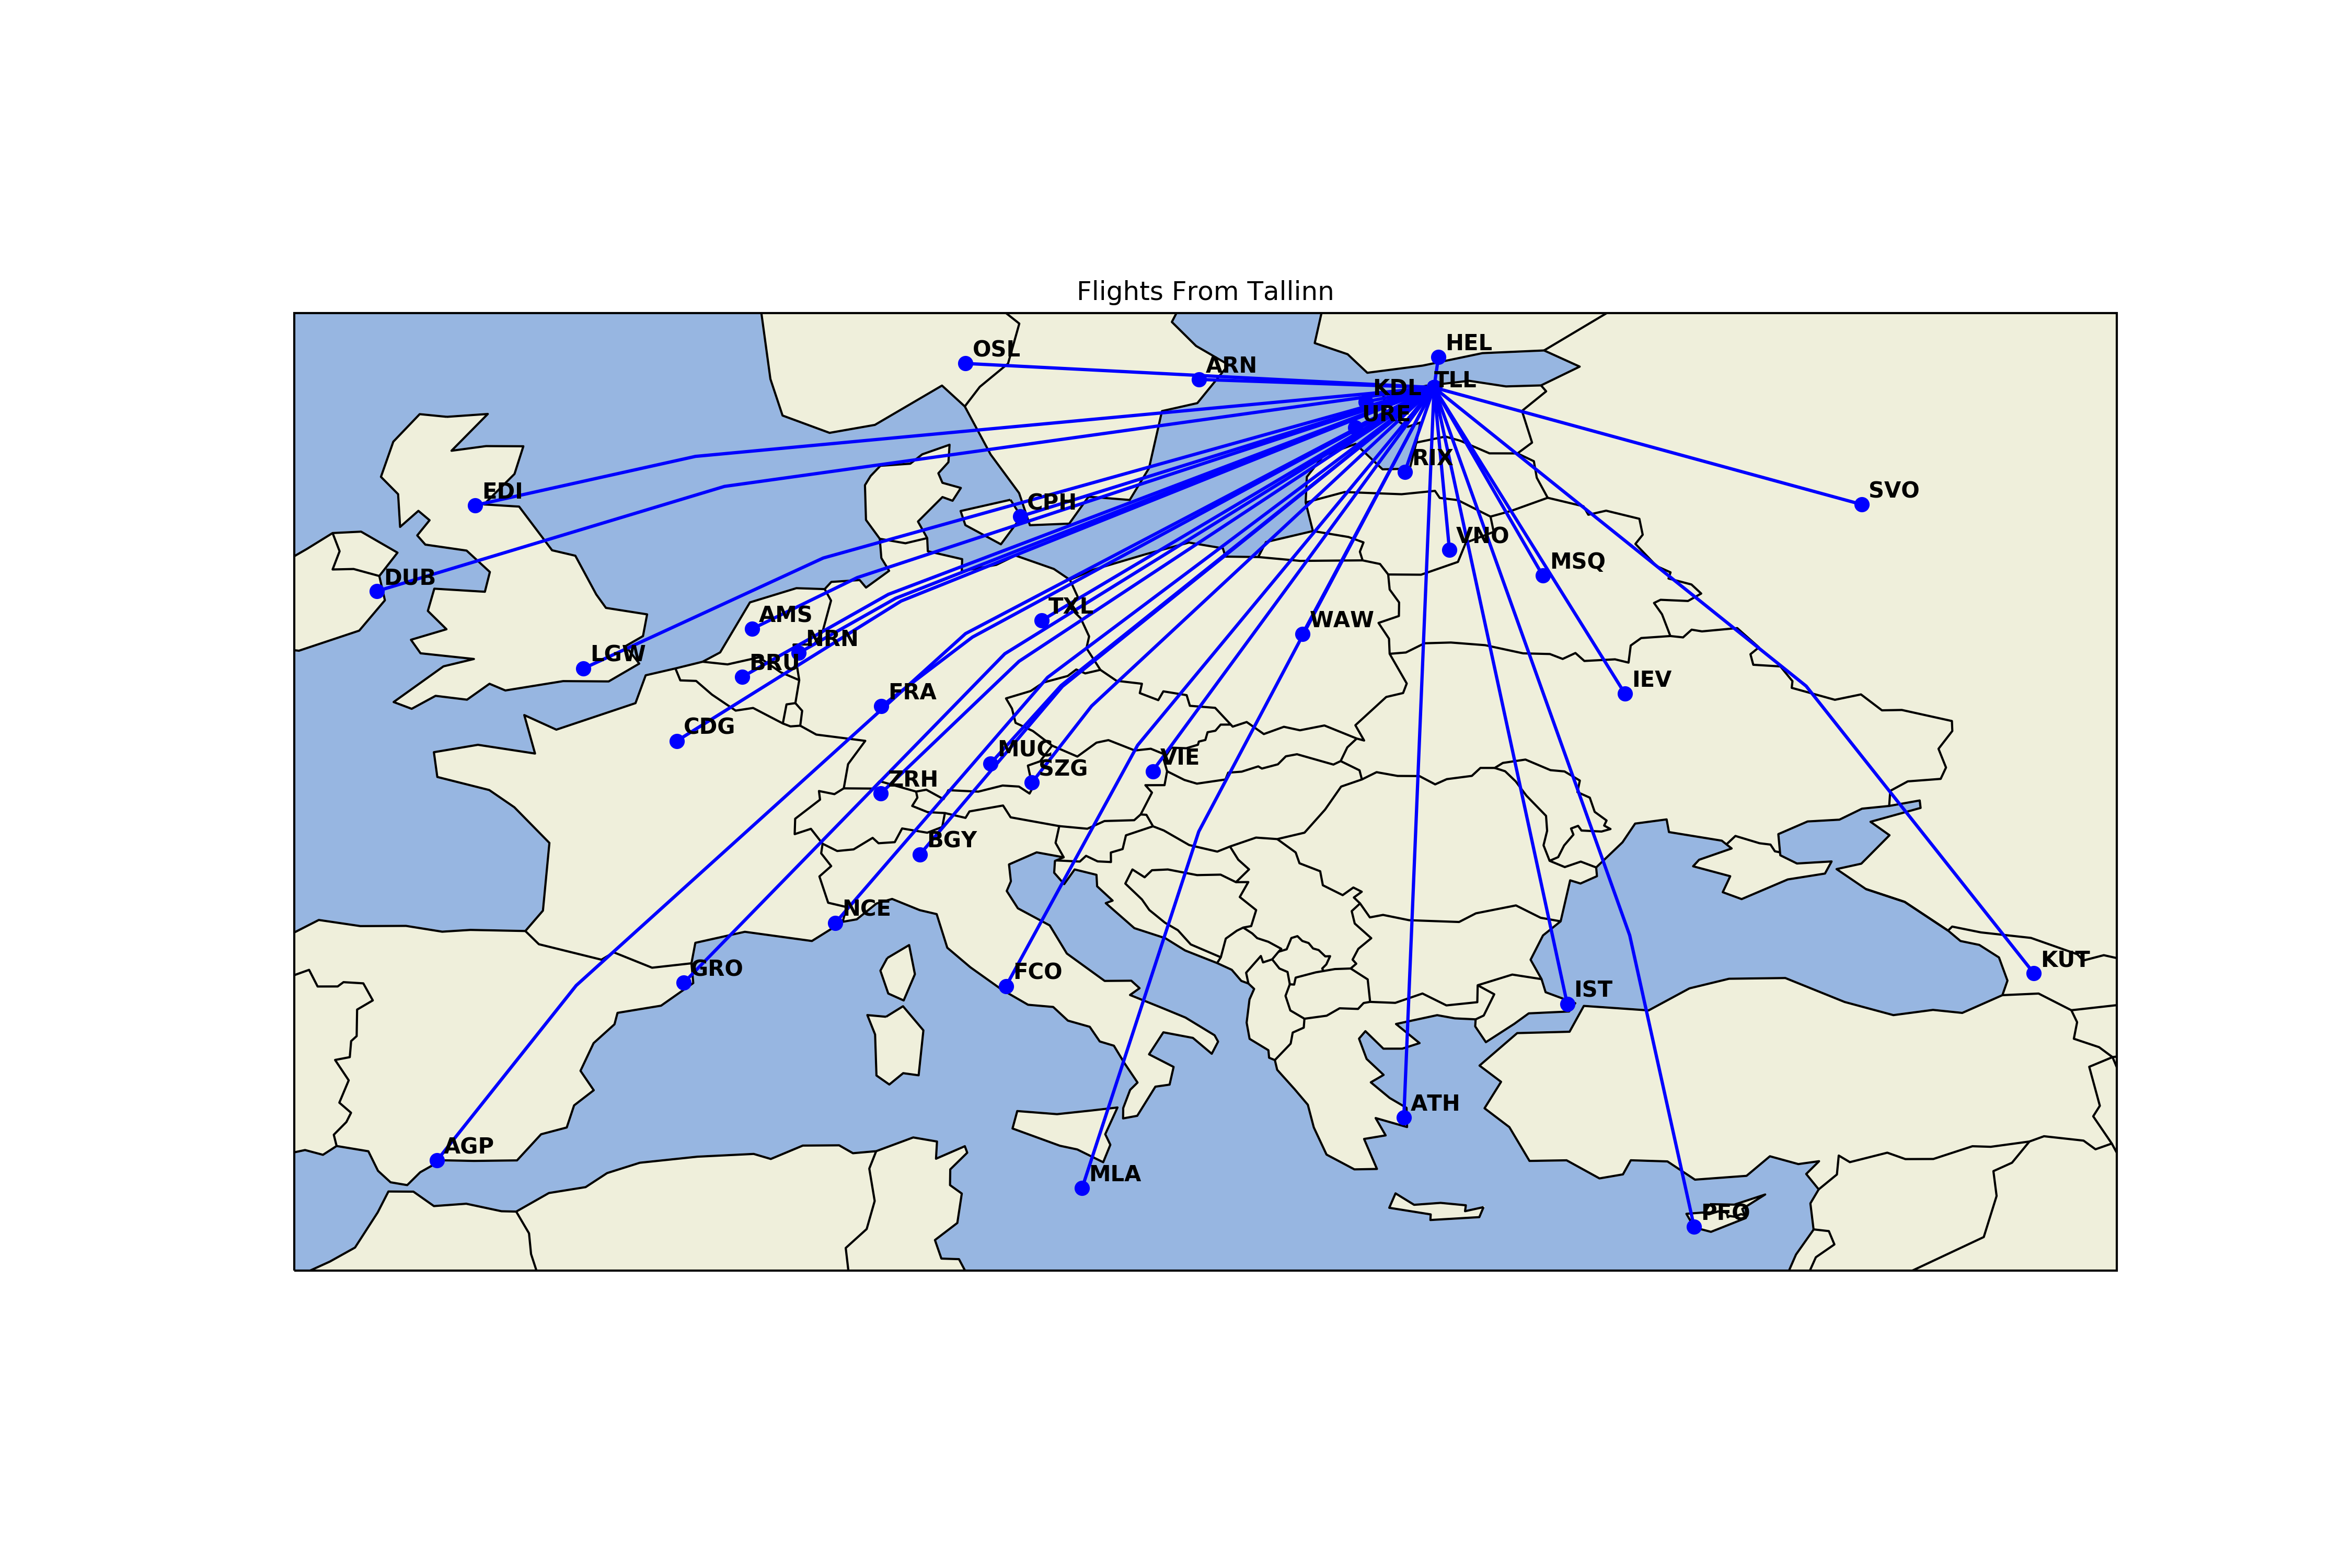 Flights From Tallinn
HEL
OSL
ARN
TLL
KDL
URE
RIX
EDI
SVO
CPH
VNO
MSQ
DUB
TXL
AMS
WAW
NRN
LGW
BRU
IEV
FRA
CDG
MUC
VIE
SZG
ZRH
BGY
NCE
KUT
GRO
FCO
IST
ATH
AGP
MLA
PFO